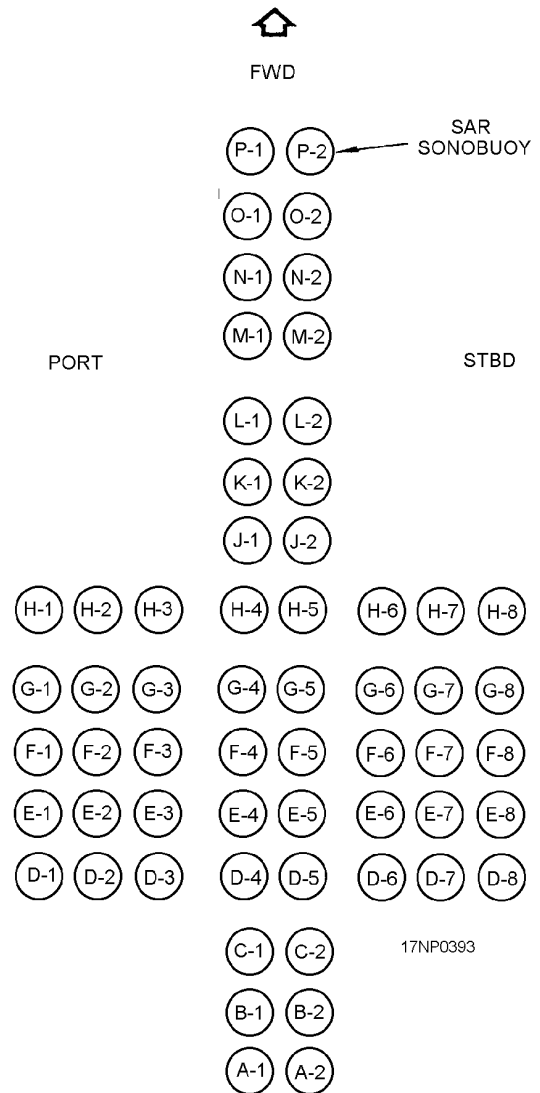 FWD
P-1 P-2 SAR
SONOBUOY
O-1 O-2
N-1 N-2
M-1 M-2
PORT STBD
L-1 L-2
K-1 K-2
J-1 J-2
H-1 H-2 H-3 H-4 H-5 H-6 H-7 H-8
G-1 G-2 G-3 G-4 G-5 G-6 G-7 G-8
F-1 F-2 F-3 F-4 F-5 F-6 F-7 F-8
E-1 E-2 E-3 E-4 E-5 E-6 E-7 E-8
D-1 D-2 D-3 D-4 D-5 D-6 D-7 D-8
C-1 C-2 17NP0393
B-1 B-2
A-1 A-2